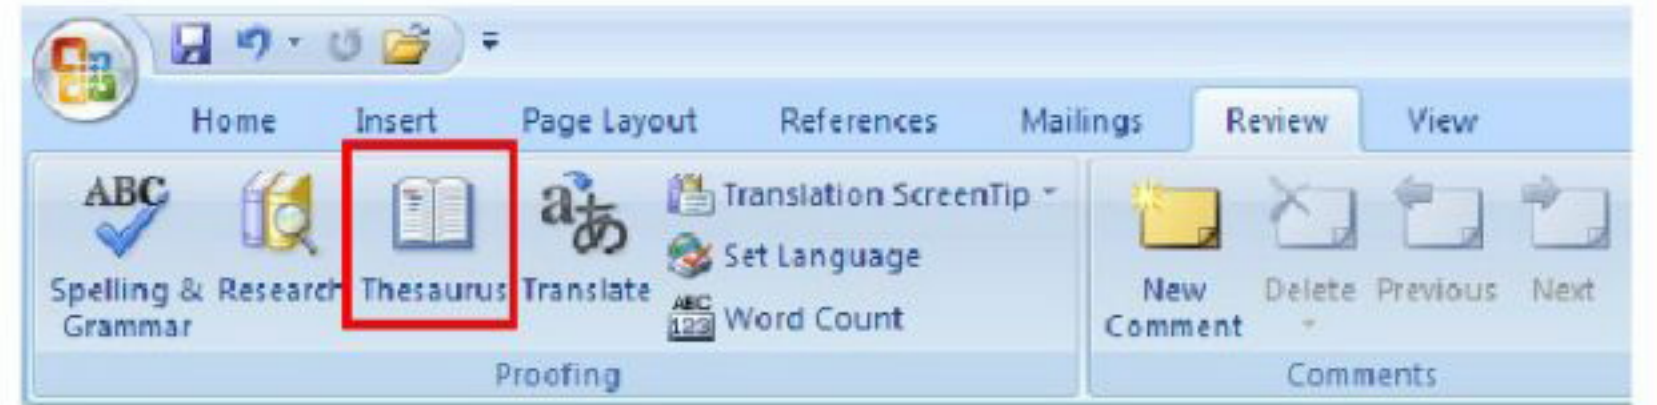 Home Insert Page Layout References Mailings Review View
ABC
Spelling & Grammar
Research
Thesaurus
Translate
Translation ScreenTip
Set Language
ABC
123
Word Count
New
Comment
Delete
Previous
Next
Proofing
Comments